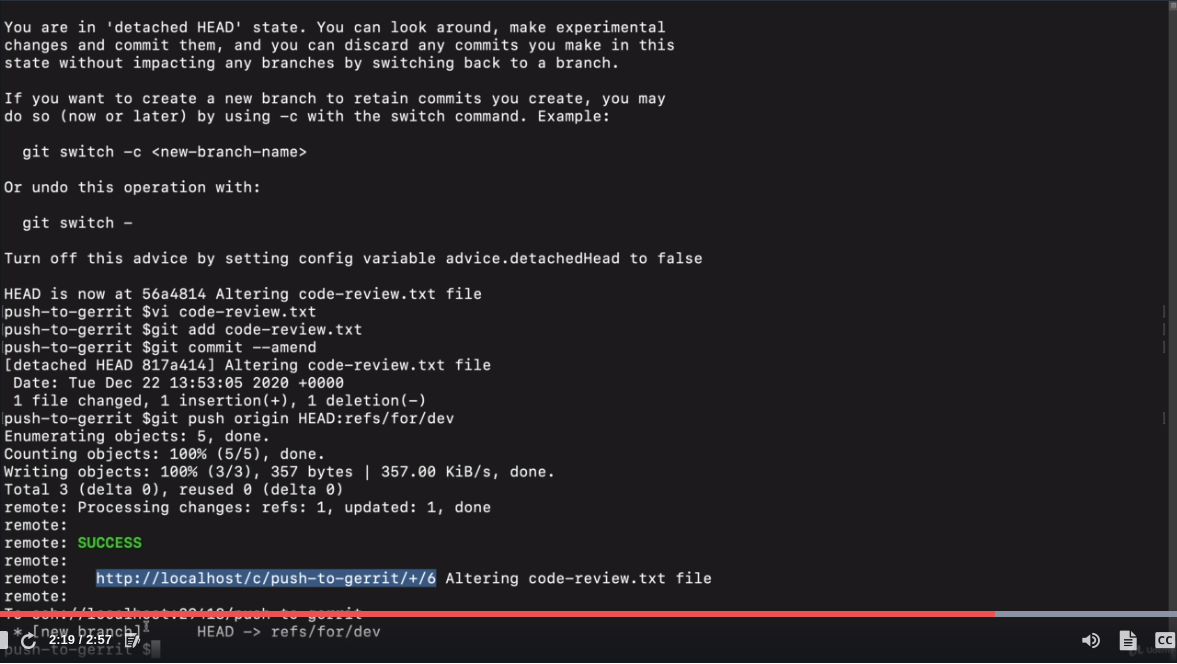 You are in 'detached HEAD' state. You can look around, make experimental
changes and commit them, and you can discard any commits you make in this
state without impacting any branches by switching back to a branch.
If you want to create a new branch to retain commits you create, you may
do so (now or later) by using -c with the switch command. Example:
git switch -c <new-branch-name>
Or undo this operation with:
git switch -
Turn off this advice by setting config variable advice.detachedHead to false
HEAD is now at 56a4814 Altering code-review.txt file
push-to-gerrit $vi code-review.txt
push-to-gerrit $git add code-review.txt
push-to-gerrit $git commit --amend
[detached HEAD 817a414] Altering code-review.txt file
Date: Tue Dec 22 13:53:05 2020 +0000
1 file changed, 1 insertion(+), 1 deletion(-)
push-to-gerrit $git push origin HEAD:refs/for/dev
Enumerating objects: 5, done.
Counting objects: 100% (5/5), done.
Writing objects: 100% (3/3), 357 bytes | 357.00 KiB/s, done.
Total 3 (delta 0), reused 0 (delta 0)
remote: Processing changes: refs: 1, updated: 1, done
remote:
remote: SUCCESS
remote:
remote: http://localhost/c/push-to-gerrit/+/6 Altering code-review.txt file
remote:
To ssh://localhost:29418/push-to-gerrit
* [new branch] HEAD -> refs/for/dev
2:19 / 2:57
CC
push-to-gerrit $